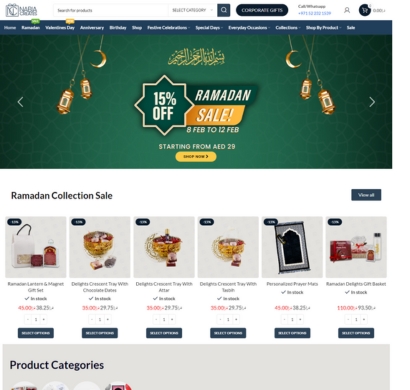 NABIA
Search for products
SELECT CATEGORY
CORPORATE GIFTS
Call/Whatsapp
Home Ramadan Valentines Day Anniversary Birthday Shop Festive Celebrations Special Days Everyday Occasions Collections Shop By Product Sale
15%
OFF
RAMADAN
SALE!
8 FEB TO 12 FEB
STARTING FROM AED 29
SHOP NOW
Ramadan Collection Sale
View all
-15% -15% -15% -15% -15% -15%
Ramadan Lantern & Magnet Gift Set
In stock
45.00 38.25
- 1 +
SELECT OPTIONS
Delights Crescent Tray With Chocolate Dates
In stock
35.00 29.75
- 1 +
SELECT OPTIONS
Delights Crescent Tray With Attar
In stock
35.00 29.75
- 1 +
SELECT OPTIONS
Delights Crescent Tray With Tasbih
In stock
35.00 29.75
- 1 +
SELECT OPTIONS
Personalized Prayer Mats
In stock
45.00 38.25
- 1 +
SELECT OPTIONS
Ramadan Delights Gift Basket
In stock
110.00 93.50
- 1 +
SELECT OPTIONS
Product Categories